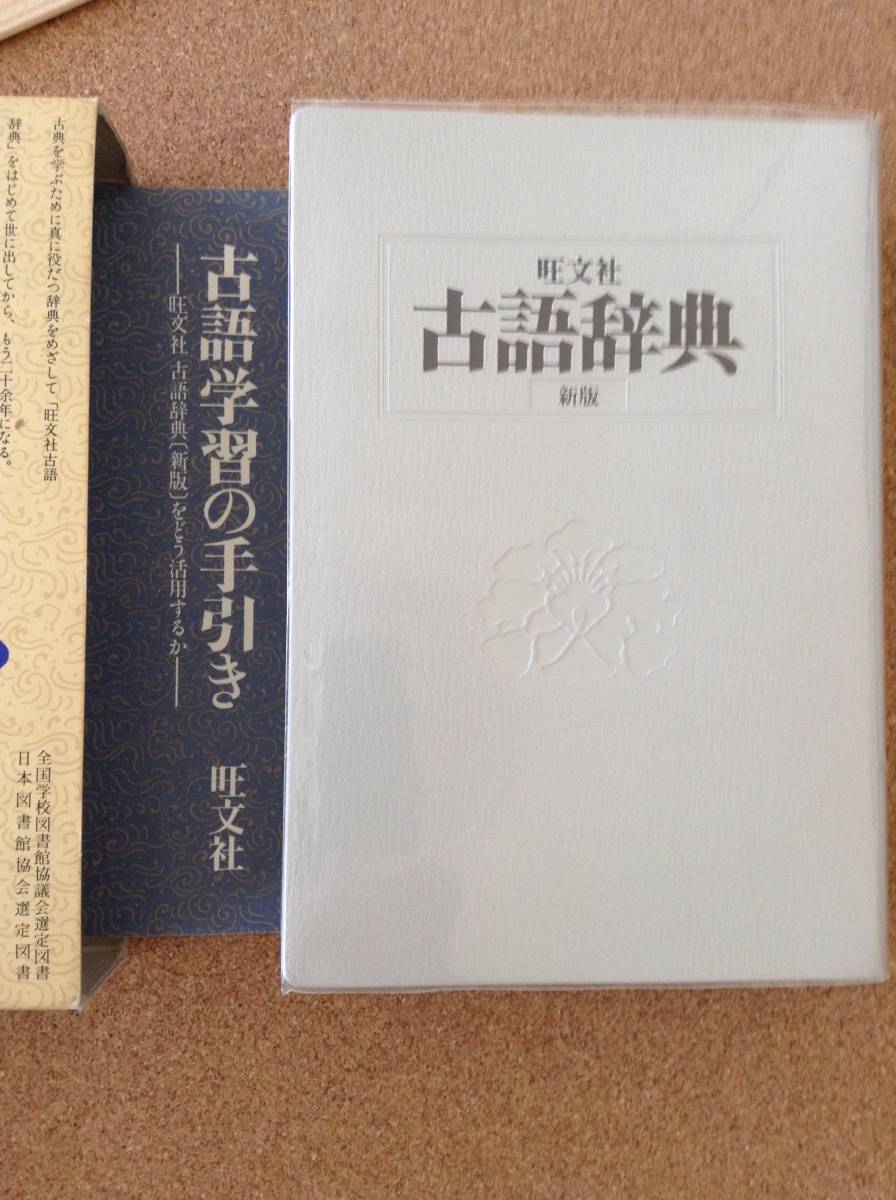 旺文社
古語辞典
新版
古語学習の手引き
――旺文社 古語辞典〔新版〕をどう活用するか――
旺文社
古典を学ぶために真に役だつ辞典をめざして「旺文社古語
辞典」をはじめて世に出してから、もう二十余年になる。
全国学校図書館協議会選定図書
日本図書館協会選定図書